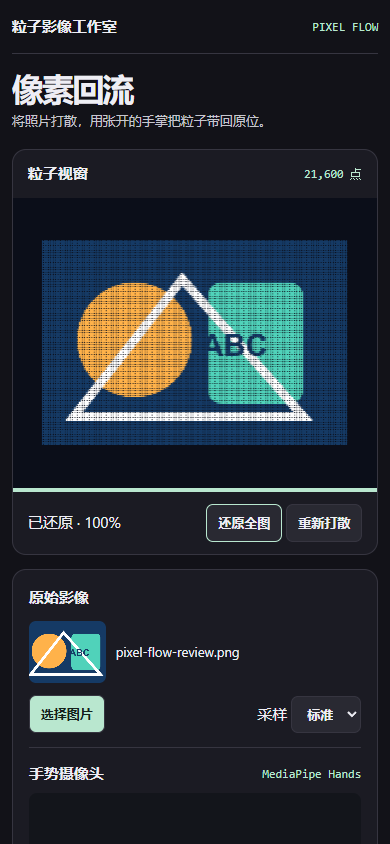 粒子影像工作室 PIXEL FLOW
像素回流
将照片打散，用张开的手掌把粒子带回原位。
粒子视窗 21,600 点
ABC
已还原 · 100% 还原全图 重新打散
原始影像
ABC
pixel-flow-review.png
选择图片 采样 标准
手势摄像头 MediaPipe Hands